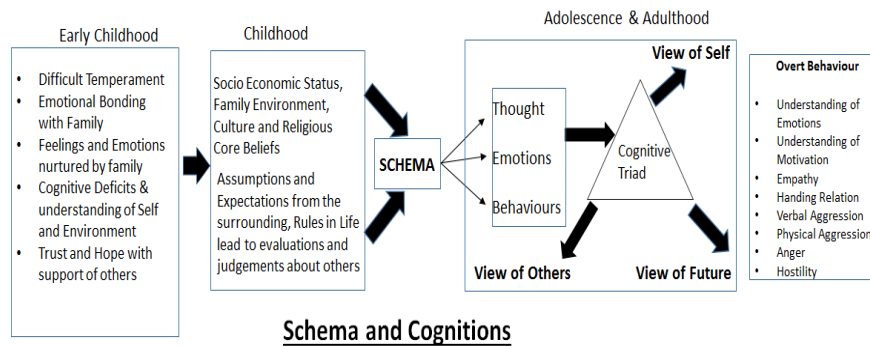 Early Childhood
• Difficult Temperament
• Emotional Bonding
with Family
• Feelings and Emotions
nurtured by family
• Cognitive Deficits &
understanding of Self
and Environment
• Trust and Hope with
support of others
Childhood
Socio Economic Status,
Family Environment,
Culture and Religious
Core Beliefs
Assumptions and
Expectations from the
surrounding, Rules in Life
lead to evaluations and
judgements about others
SCHEMA
Adolescence & Adulthood
Thought
Emotions
Behaviours
Cognitive
Triad
View of Self
View of Others
View of Future
Overt Behaviour
• Understanding of
Emotions
• Understanding of
Motivation
• Empathy
• Handing Relation
• Verbal Aggression
• Physical Aggression
• Anger
• Hostility
Schema and Cognitions